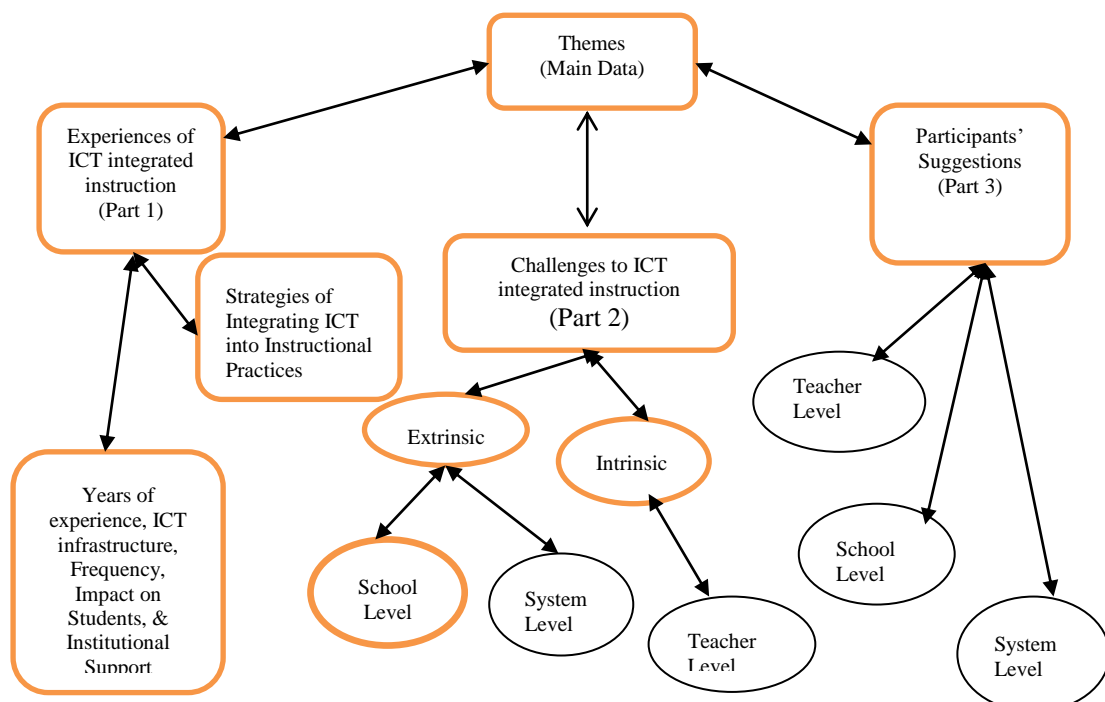 Themes
(Main Data)
Experiences of
ICT integrated
instruction
(Part 1)
Participants’
Suggestions
(Part 3)
Challenges to ICT
integrated instruction
(Part 2)
Strategies of
Integrating ICT
into Instructional
Practices
Years of
experience, ICT
infrastructure,
Frequency,
Impact on
Students, &
Institutional
Support
Extrinsic
Intrinsic
School
Level
System
Level
Teacher
Level
Teacher
Level
School
Level
System
Level